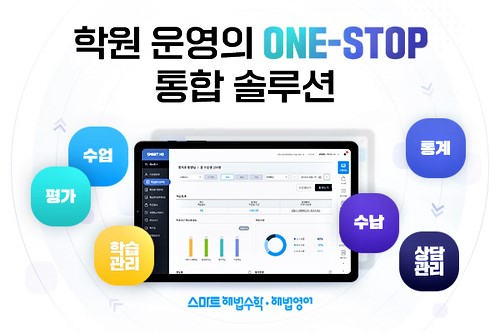 학원 운영의 ONE-STOP
통합 솔루션
수업
평가
학습
관리
통계
수납
상담
관리
SMART HB
스마트해법수학·해법영어